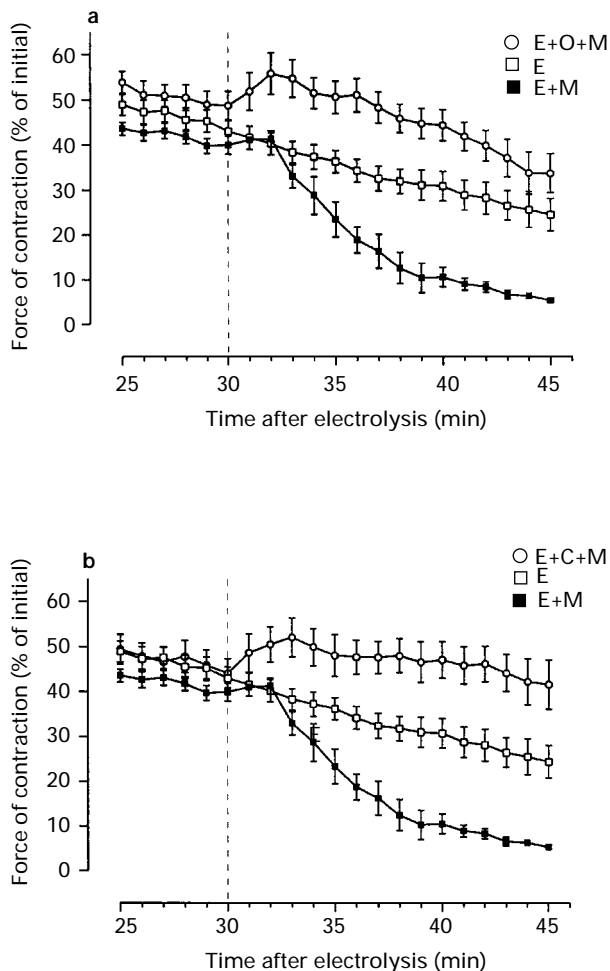 a
E+O+M
E
E+M
Force of contraction (% of initial)
60
50
40
30
20
10
0
25 30 35 40 45
Time after electrolysis (min)
b
E+C+M
E
E+M
Force of contraction (% of initial)
60
50
40
30
20
10
0
25 30 35 40 45
Time after electrolysis (min)